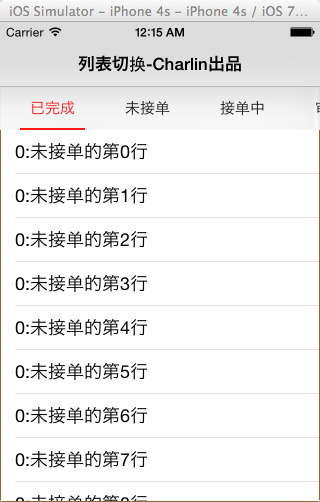 iOS Simulator - iPhone 4s - iPhone 4s / iOS 7...
Carrier 12:15 AM
列表切换-Charlin出品
已完成 未接单 接单中
0:未接单的第0行
0:未接单的第1行
0:未接单的第2行
0:未接单的第3行
0:未接单的第4行
0:未接单的第5行
0:未接单的第6行
0:未接单的第7行